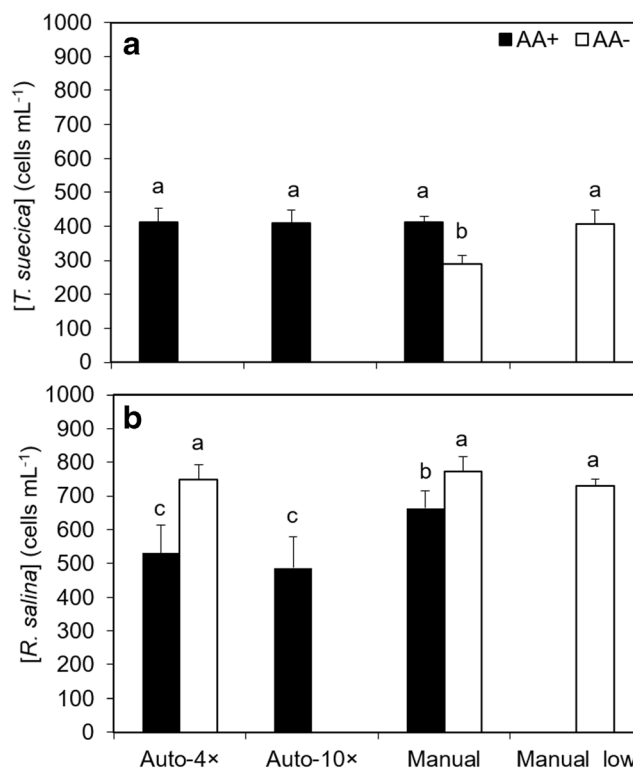 a
AA+ AA-
1000
900
800
700
600
500
400
300
200
100
0
[T. suecica] (cells mL⁻¹)
a a a b a
b
1000
900
800
700
600
500
400
300
200
100
0
[R. salina] (cells mL⁻¹)
c a c b a a
Auto-4× Auto-10× Manual Manual low